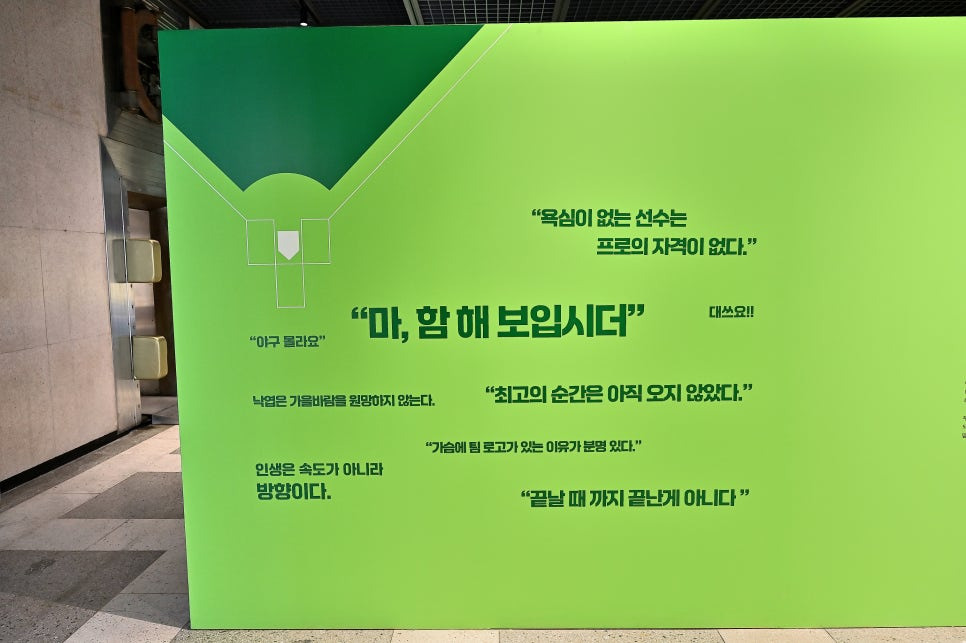 “욕심이 없는 선수는
프로의 자격이 없다.”
“마, 함 해 보입시더”
대쓰요!!
“야구 몰라요”
“최고의 순간은 아직 오지 않았다.”
낙엽은 가을바람을 원망하지 않는다.
“가슴에 팀 로고가 있는 이유가 분명 있다.”
인생은 속도가 아니라
방향이다.
“끝날 때 까지 끝난게 아니다 ”